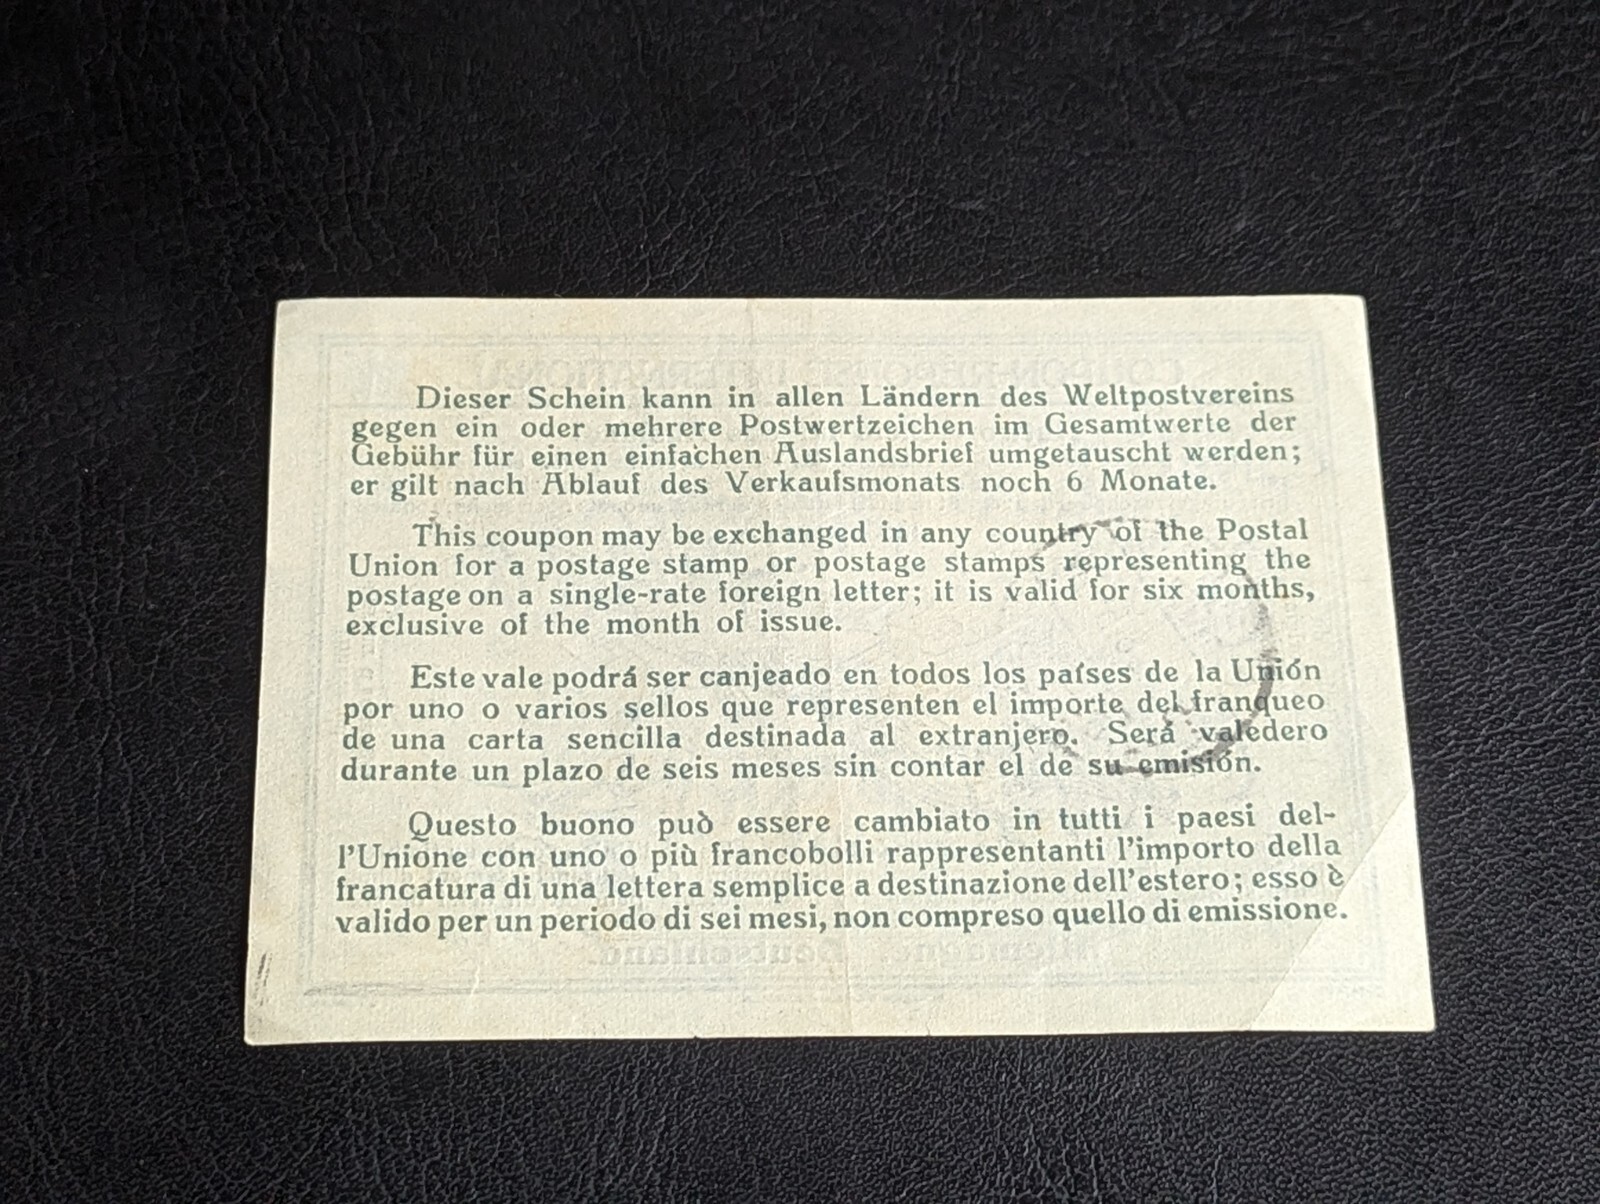 Dieser Schein kann in allen Ländern des Weltpostvereins
gegen ein oder mehrere Postwertzeichen im Gesamtwerte der
Gebühr für einen einfachen Auslandsbrief umgetauscht werden;
er gilt nach Ablauf des Verkaufsmonats noch 6 Monate.
This coupon may be exchanged in any country of the Postal
Union for a postage stamp or postage stamps representing the
postage on a single-rate foreign letter; it is valid for six months,
exclusive of the month of issue.
Este vale podrá ser canjeado en todos los países de la Unión
por uno o varios sellos que representen el importe del franqueo
de una carta sencilla destinada al extranjero. Será valedero
durante un plazo de seis meses sin contar el de su emisión.
Questo buono può essere cambiato in tutti i paesi del-
l'Unione con uno o più francobolli rappresentanti l'importo della
francatura di una lettera semplice a destinazione dell'estero; esso è
valido per un periodo di sei mesi, non compreso quello di emissione.